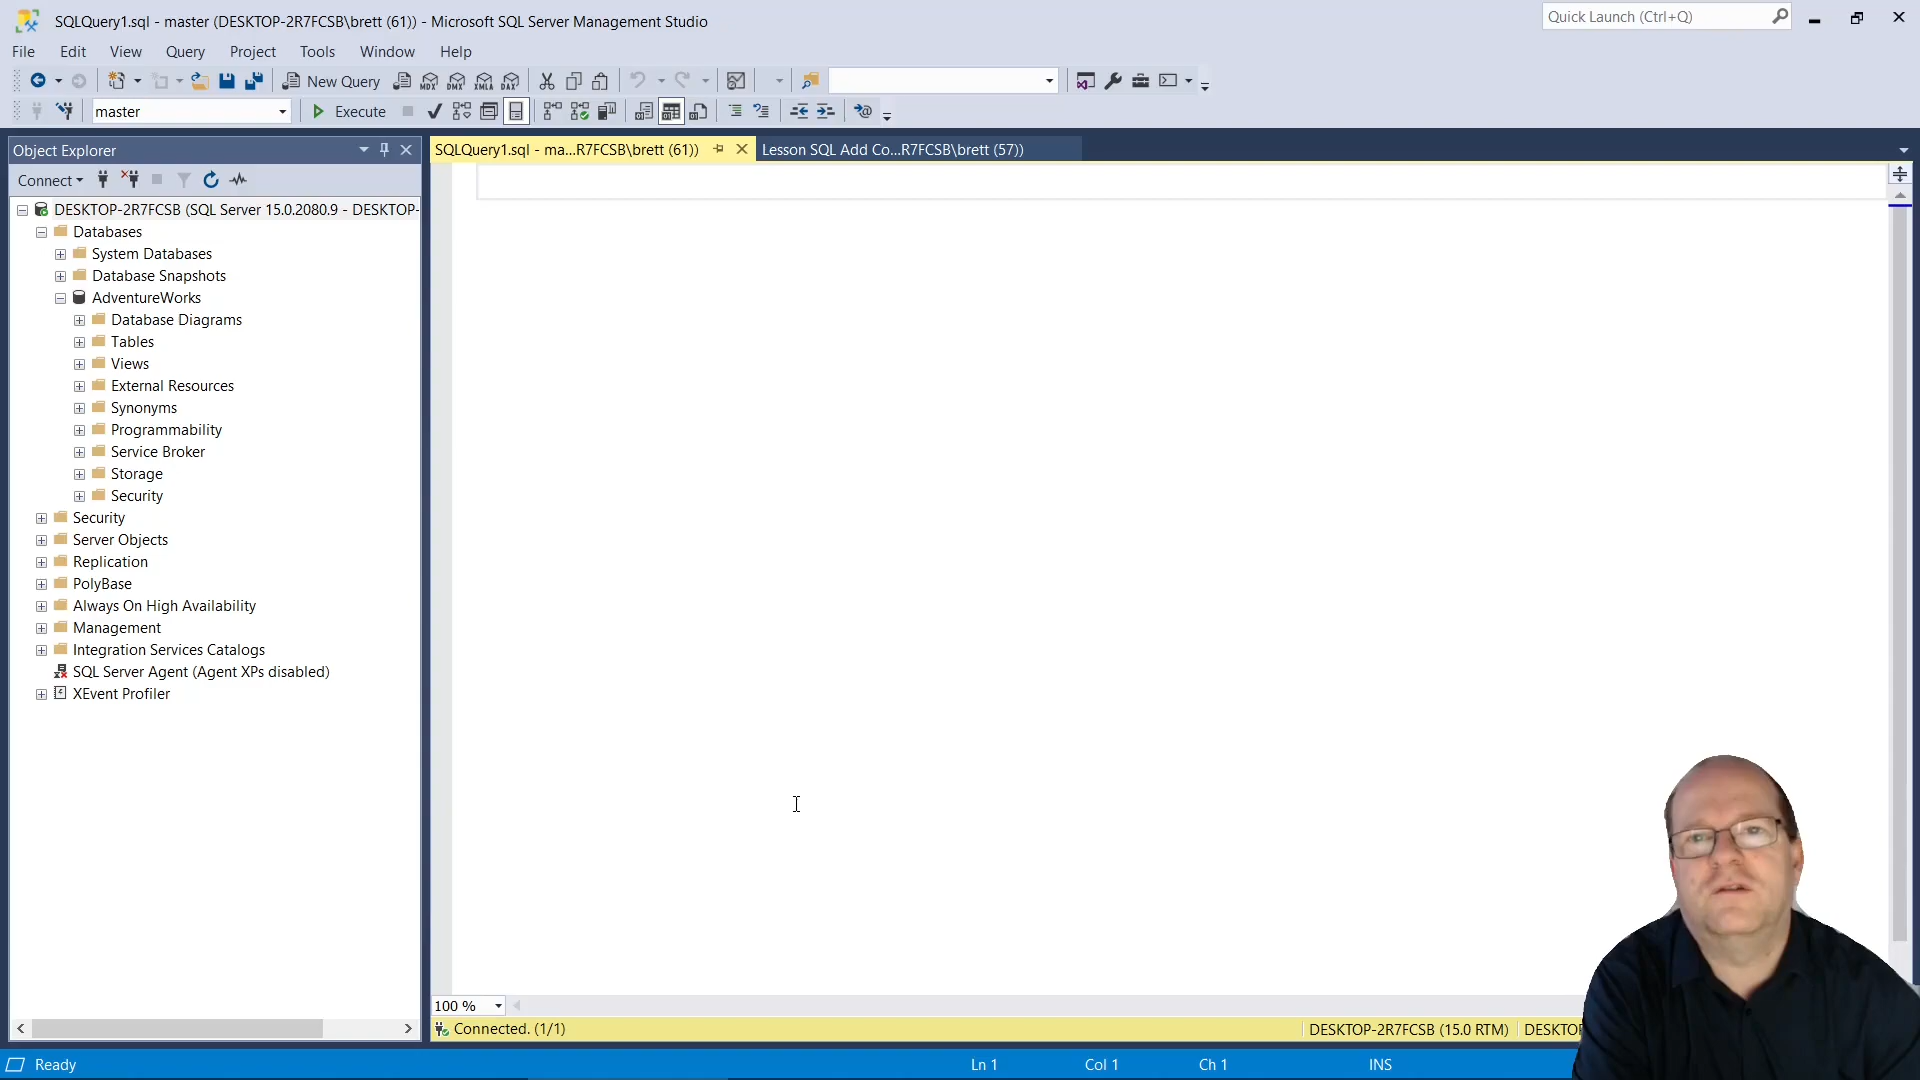 SQLQuery1.sql - master (DESKTOP-2R7FCSB\brett (61)) - Microsoft SQL Server Management Studio
Quick Launch (Ctrl+Q)
File Edit View Query Project Tools Window Help
New Query MDX DMX XMLA DAX
master Execute
Object Explorer
SQLQuery1.sql - ma...R7FCSB\brett (61)) Lesson SQL Add Co...R7FCSB\brett (57))
Connect
DESKTOP-2R7FCSB (SQL Server 15.0.2080.9 - DESKTOP-
Databases
System Databases
Database Snapshots
AdventureWorks
Database Diagrams
Tables
Views
External Resources
Synonyms
Programmability
Service Broker
Storage
Security
Security
Server Objects
Replication
PolyBase
Always On High Availability
Management
Integration Services Catalogs
SQL Server Agent (Agent XPs disabled)
XEvent Profiler
100 %
Connected. (1/1) DESKTOP-2R7FCSB (15.0 RTM) DESKTOP
Ready Ln 1 Col 1 Ch 1 INS